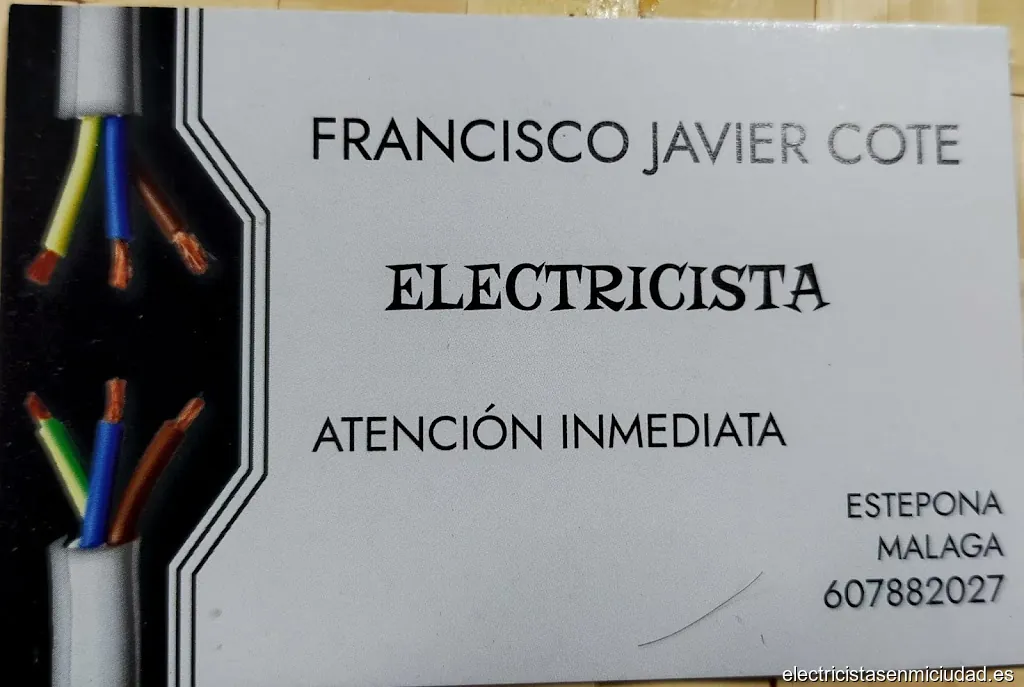 FRANCISCO JAVIER COTE
ELECTRICISTA
ATENCIÓN INMEDIATA
ESTEPONA
MALAGA
607882027
electricistasenmiciudad.es